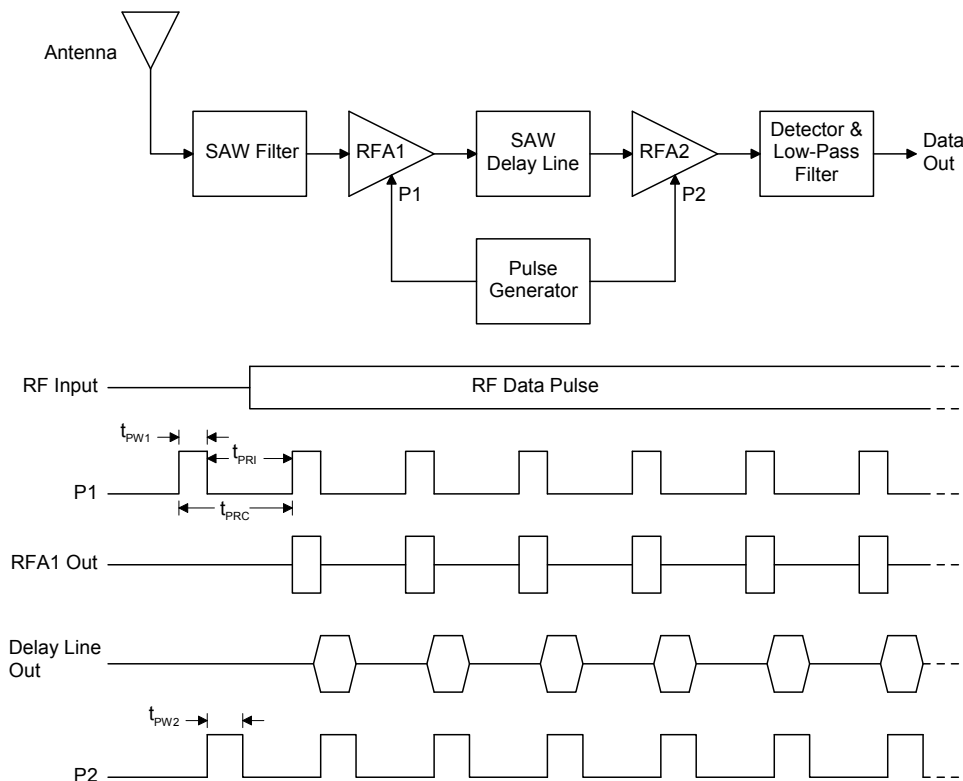 Antenna
SAW Filter
RFA1
SAW
Delay Line
RFA2
Detector &
Low-Pass
Filter
Data
Out
P1
P2
Pulse
Generator
RF Input
RF Data Pulse
tPW1
tPRI
P1
tPRC
RFA1 Out
Delay Line
Out
tPW2
P2